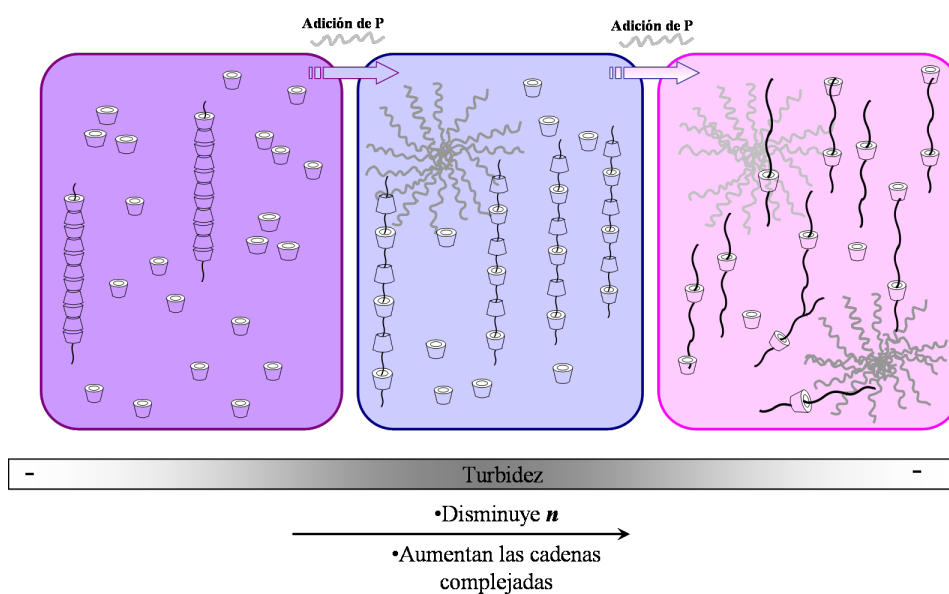 Adición de P
Adición de P
-
Turbidez
-
•Disminuye n
•Aumentan las cadenas
complejadas